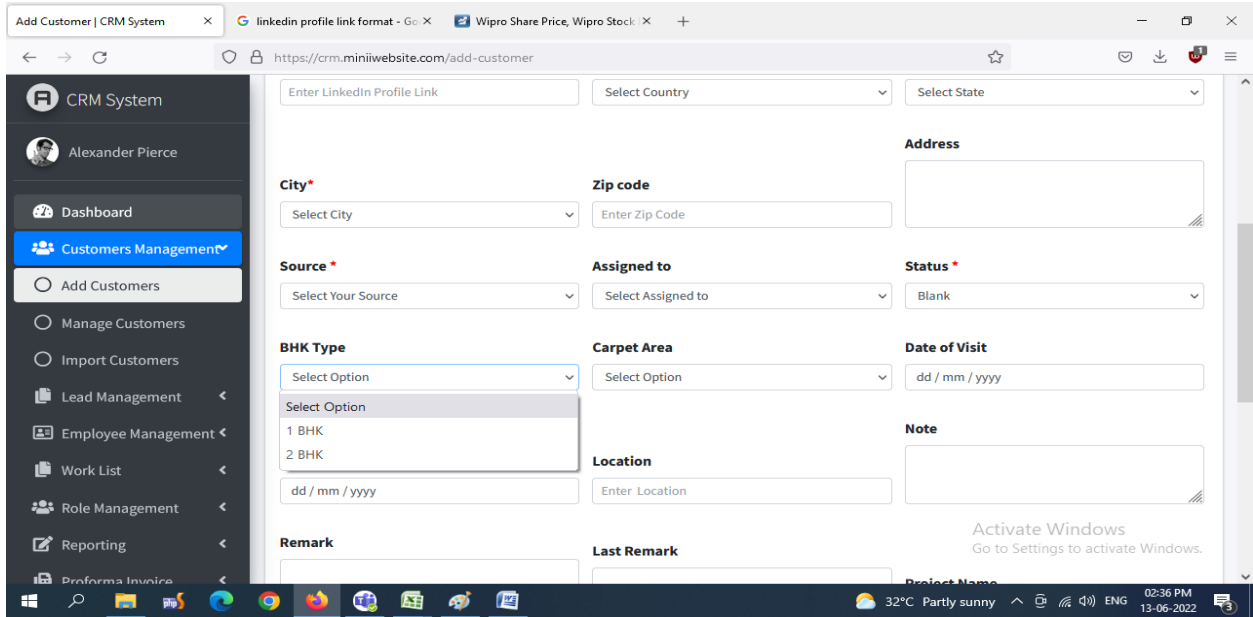 Add Customer | CRM System
linkedin profile link format - Go
Wipro Share Price, Wipro Stock
https://crm.miniiwebsite.com/add-customer
1
CRM System
Alexander Pierce
Dashboard
Customers Management
Add Customers
Manage Customers
Import Customers
Lead Management
Employee Management
Work List
Role Management
Reporting
Proforma Invoice
Enter LinkedIn Profile Link
Select Country
Select State
Address
City*
Zip code
Select City
Enter Zip Code
Source *
Assigned to
Status *
Select Your Source
Select Assigned to
Blank
BHK Type
Carpet Area
Date of Visit
Select Option
Select Option
dd / mm / yyyy
Select Option
1 BHK
2 BHK
Note
Location
dd / mm / yyyy
Enter Location
Activate Windows
Go to Settings to activate Windows.
Remark
Last Remark
Project Name
php
32°C Partly sunny
ENG
02:36 PM
13-06-2022
3